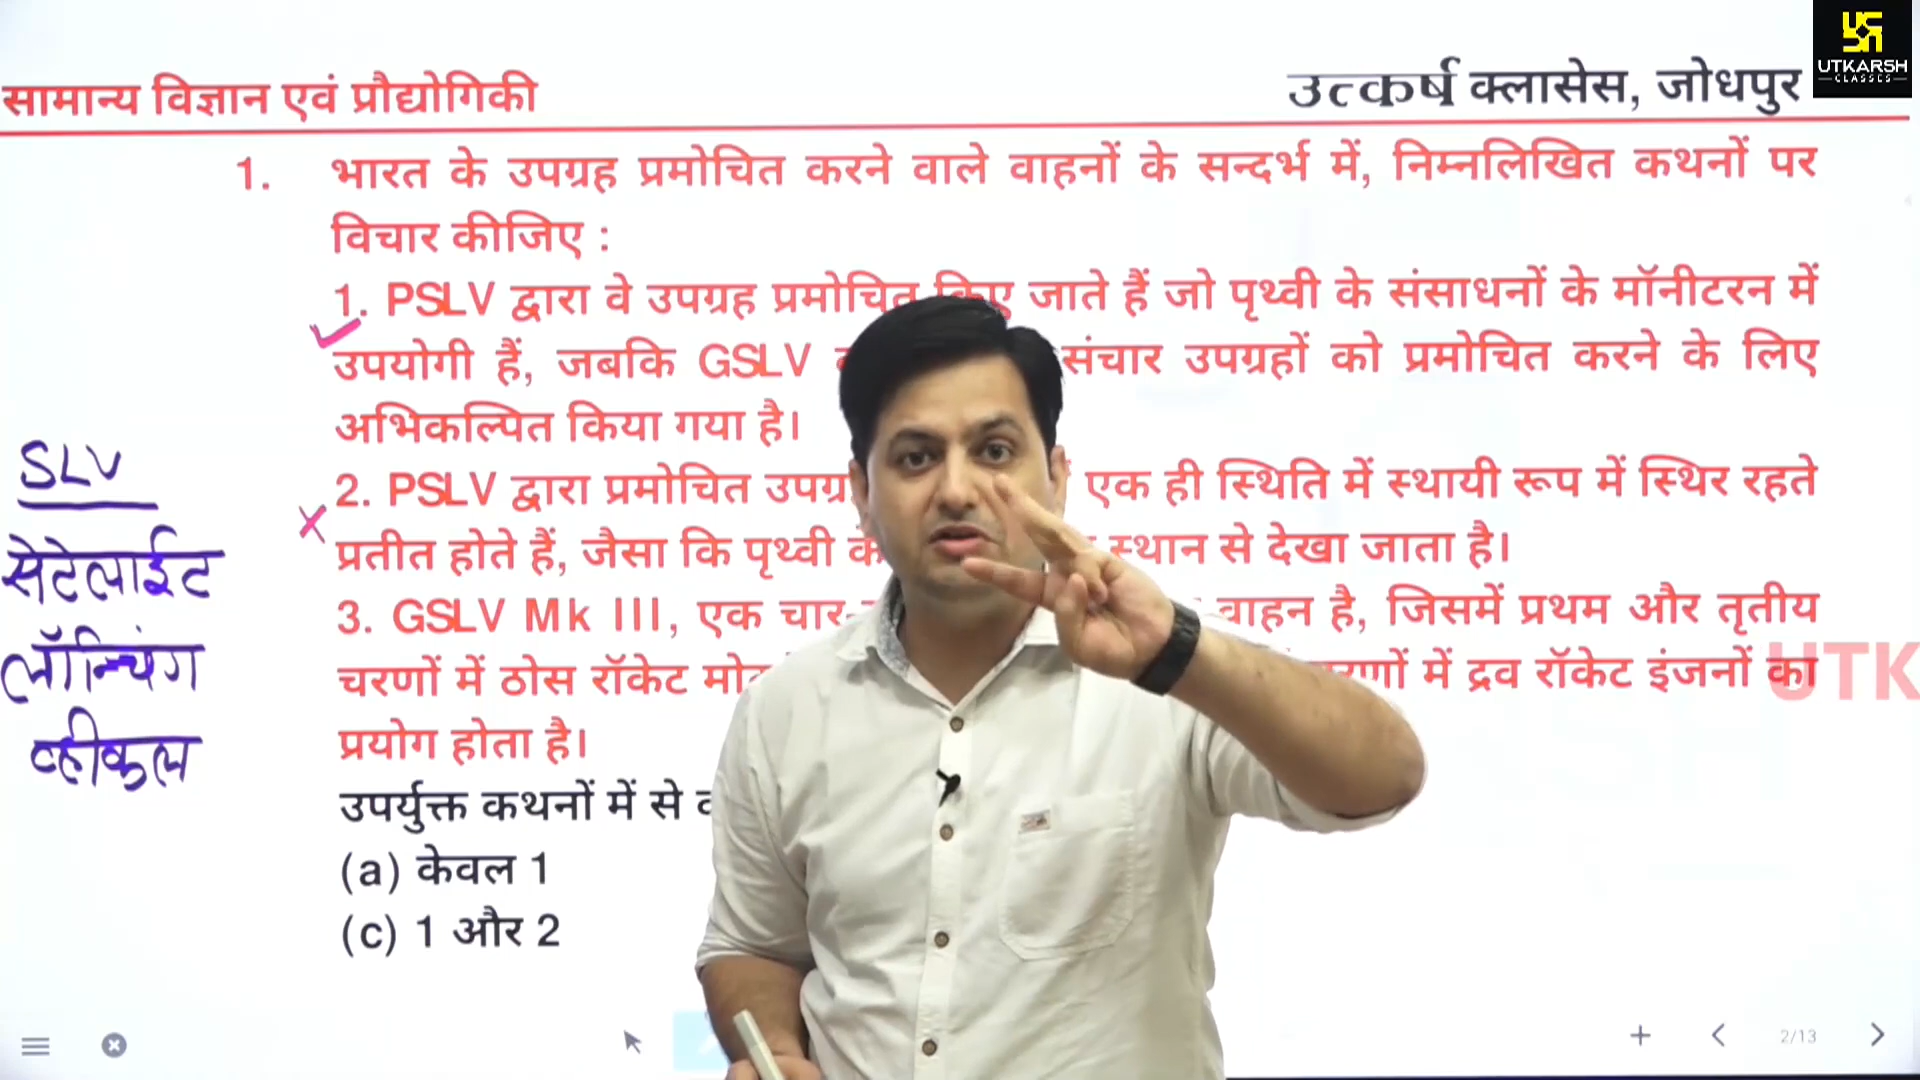 UTKARSH
CLASSES
सामान्य विज्ञान एवं प्रौद्योगिकी
उत्कर्ष क्लासेस, जोधपुर
1. भारत के उपग्रह प्रमोचित करने वाले वाहनों के सन्दर्भ में, निम्नलिखित कथनों पर
विचार कीजिए :
1. PSLV द्वारा वे उपग्रह प्रमोचित किए जाते हैं जो पृथ्वी के संसाधनों के मॉनीटरन में
उपयोगी हैं, जबकि GSLV संचार उपग्रहों को प्रमोचित करने के लिए
अभिकल्पित किया गया है।
2. PSLV द्वारा प्रमोचित एक ही स्थिति में स्थायी रूप में स्थिर रहते
प्रतीत होते हैं, जैसा कि पृथ्वी स्थान से देखा जाता है।
3. GSLV Mk III, एक चार- वाहन है, जिसमें प्रथम और तृतीय
चरणों में ठोस रॉकेट में द्रव रॉकेट इंजनों का
प्रयोग होता है।
उपर्युक्त कथनों में से
(a) केवल 1
(c) 1 और 2
SLV
सेटेलाईट
लॉन्चिंग
व्हीकुल
UTK
2/13